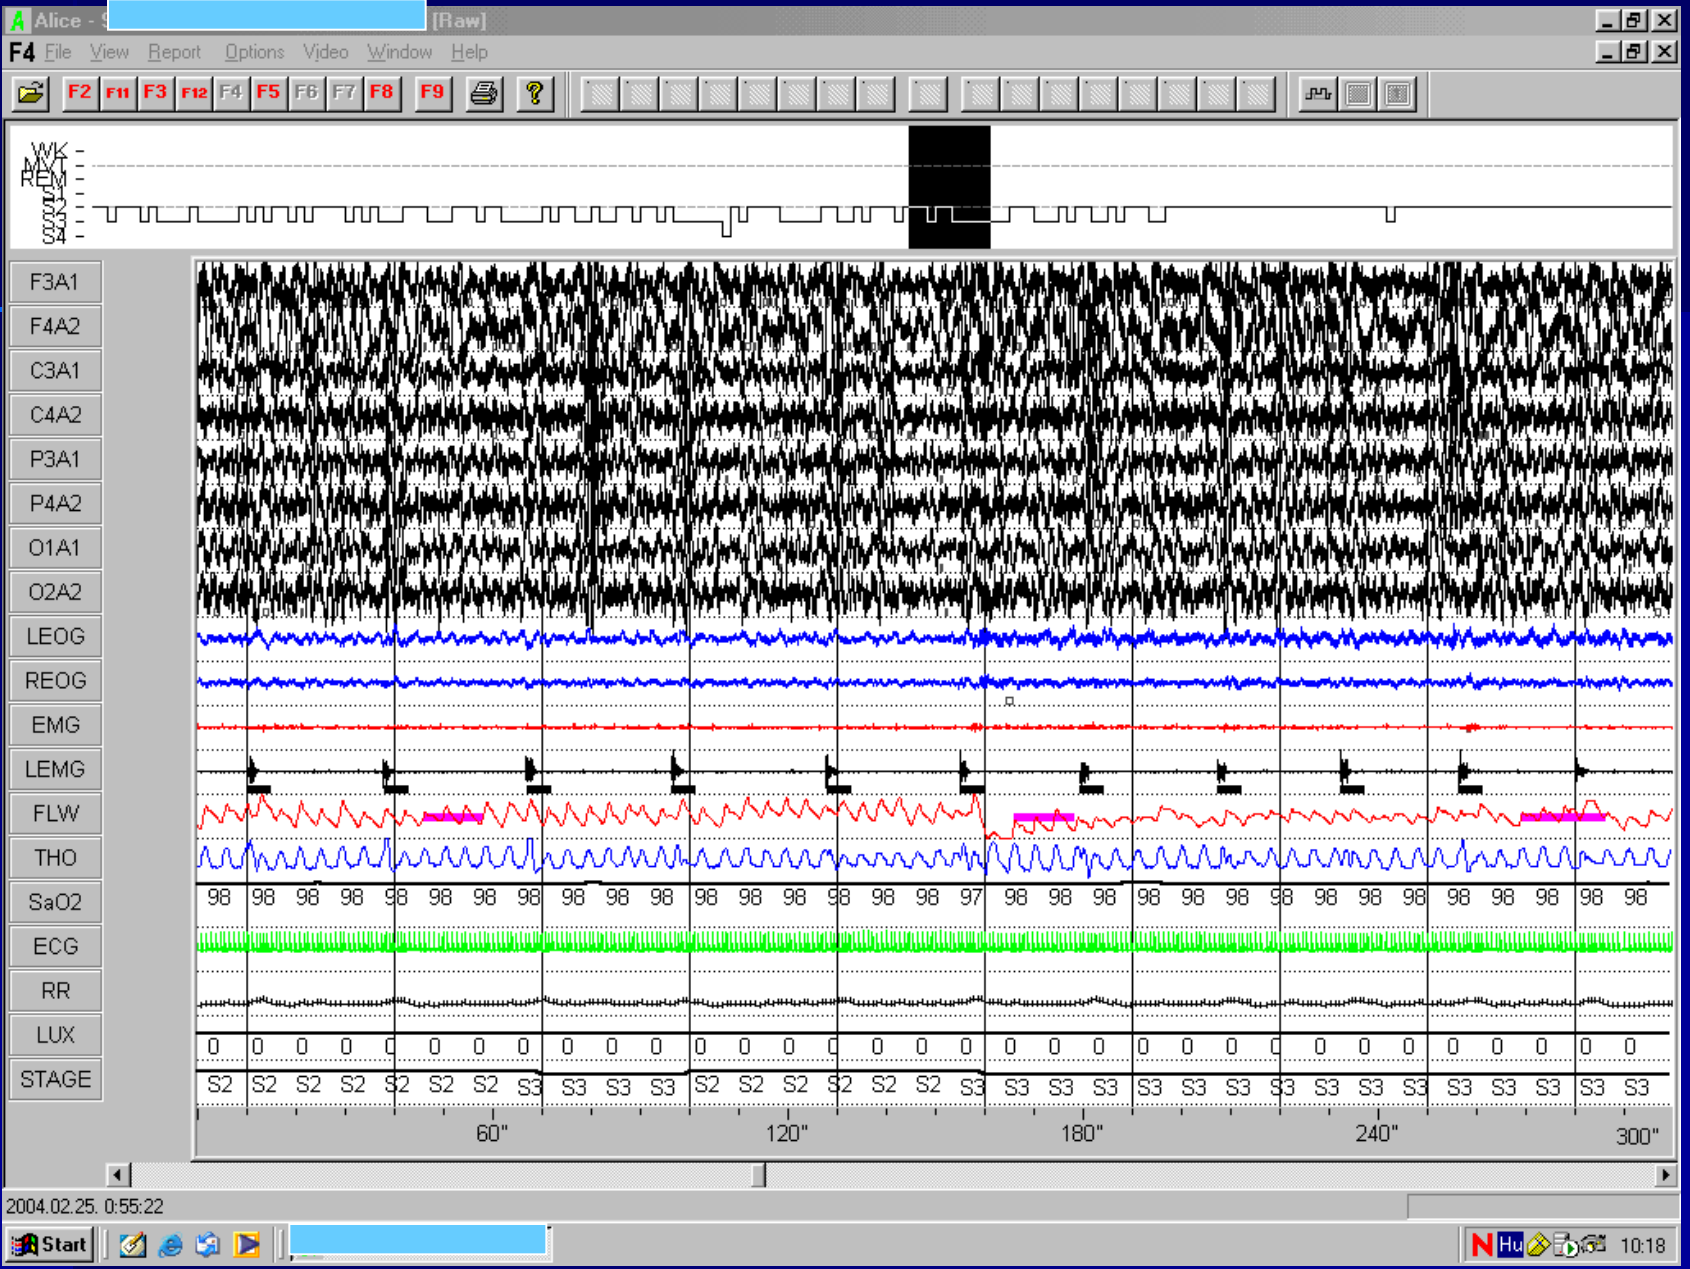 Alice - S [Raw]
F4 File View Report Options Video Window Help
F2 F11 F3 F12 F4 F5 F6 F7 F8 F9 ?
WK
MVT
REM
S1
S2
S3
S4
F3A1
F4A2
C3A1
C4A2
P3A1
P4A2
O1A1
O2A2
LEOG
REOG
EMG
LEMG
FLW
THO
SaO2 98 98 98 98 98 98 98 98 98 98 98 98 98 98 98 98 98 97 98 98 98 98 98 98 98 98 98 98 98 98 98 98 98
ECG
RR
LUX 0 0 0 0 0 0 0 0 0 0 0 0 0 0 0 0 0 0 0 0 0 0 0 0 0 0 0 0 0 0 0 0 0
STAGE S2 S2 S2 S2 S2 S2 S2 S3 S3 S3 S3 S2 S2 S2 S2 S2 S2 S3 S3 S3 S3 S3 S3 S3 S3 S3 S3 S3 S3 S3 S3 S3 S3
60" 120" 180" 240" 300"
2004.02.25. 0:55:22
Start N Hu 10:18